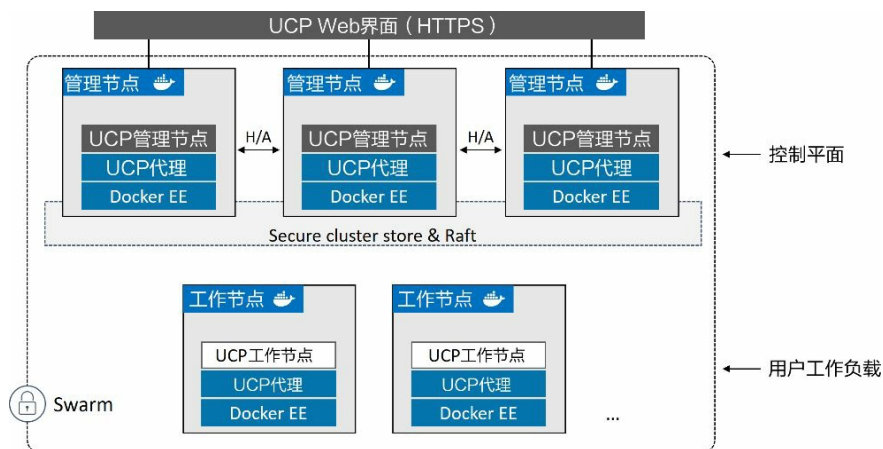 UCP Web界面（HTTPS）
管理节点
管理节点
管理节点
UCP管理节点
H/A
UCP管理节点
H/A
UCP管理节点
UCP代理
UCP代理
UCP代理
Docker EE
Docker EE
Docker EE
控制平面
Secure cluster store & Raft
工作节点
工作节点
UCP工作节点
UCP工作节点
UCP代理
UCP代理
Docker EE
Docker EE
...
用户工作负载
Swarm